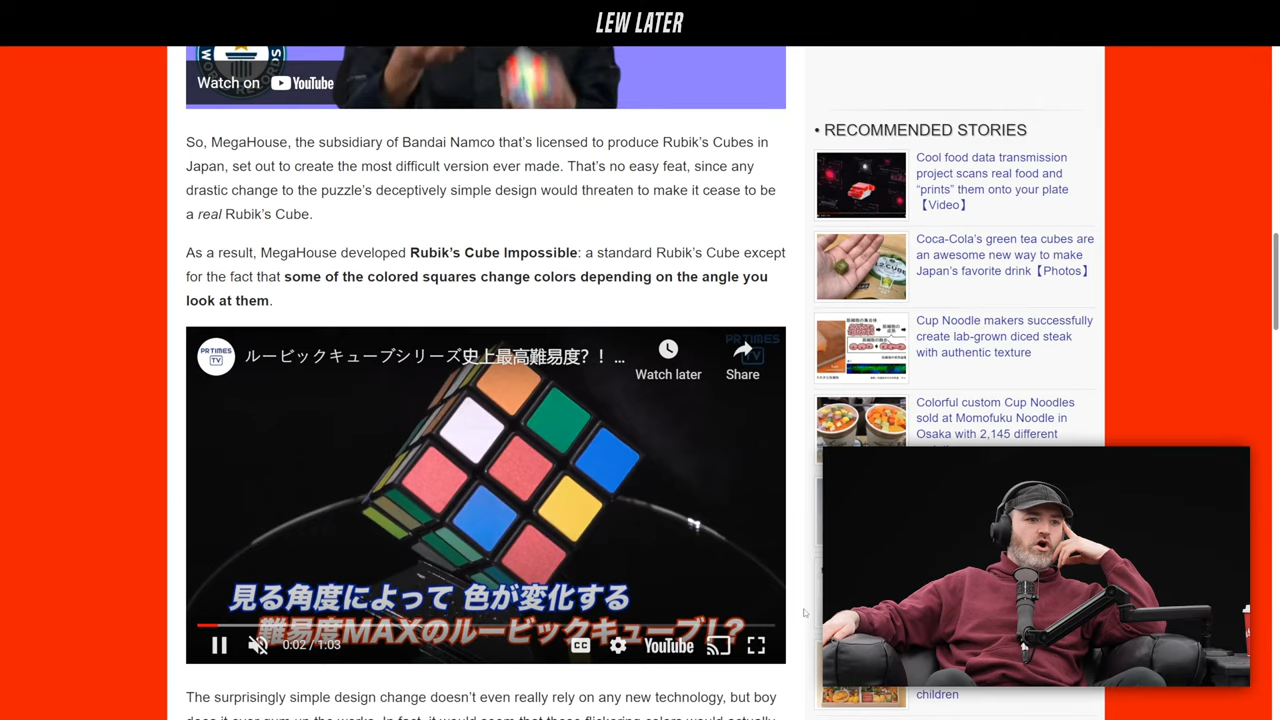 LEW LATER
Watch on YouTube
So, MegaHouse, the subsidiary of Bandai Namco that's licensed to produce Rubik's Cubes in
Japan, set out to create the most difficult version ever made. That's no easy feat, since any
drastic change to the puzzle's deceptively simple design would threaten to make it cease to be
a real Rubik's Cube.
As a result, MegaHouse developed Rubik's Cube Impossible: a standard Rubik's Cube except
for the fact that some of the colored squares change colors depending on the angle you
look at them.
PRTIMES TV
ルービックキューブシリーズ史上最高難易度？！ ...
Watch later
Share
PRTIMES TV
見る角度によって 色が変化する
難易度MAXのルービックキューブ！？
0:02 / 1:03
CC
YouTube
The surprisingly simple design change doesn't even really rely on any new technology, but boy
• RECOMMENDED STORIES
Cool food data transmission
project scans real food and
“prints” them onto your plate
【Video】
Coca-Cola's green tea cubes are
an awesome new way to make
Japan's favorite drink【Photos】
Cup Noodle makers successfully
create lab-grown diced steak
with authentic texture
Colorful custom Cup Noodles
sold at Momofuku Noodle in
Osaka with 2,145 different
children